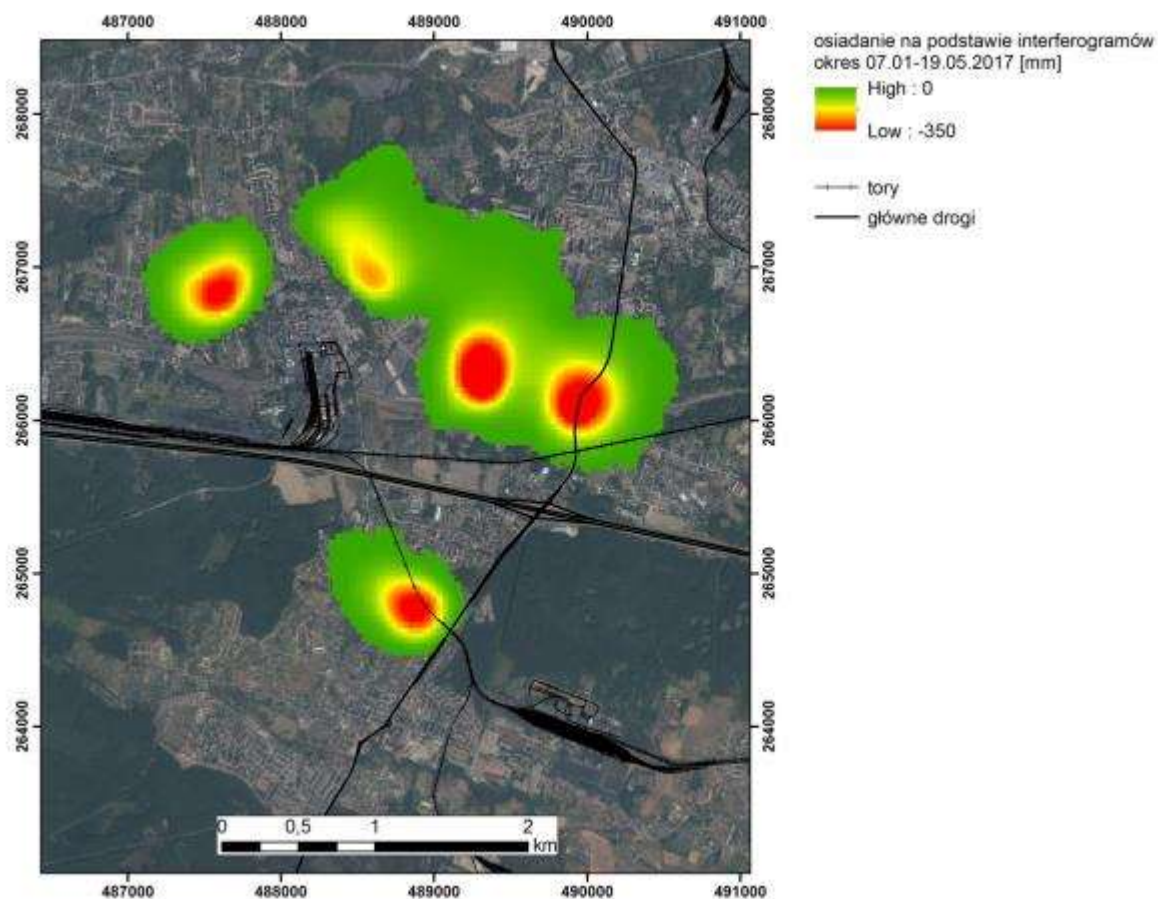 487000 488000 489000 490000 491000
osiadanie na podstawie interferogramów
okres 07.01-19.05.2017 [mm]
High : 0
Low : -350
tory
główne drogi
268000 268000
267000 267000
266000 266000
265000 265000
264000 264000
0 0,5 1 2
km
487000 488000 489000 490000 491000